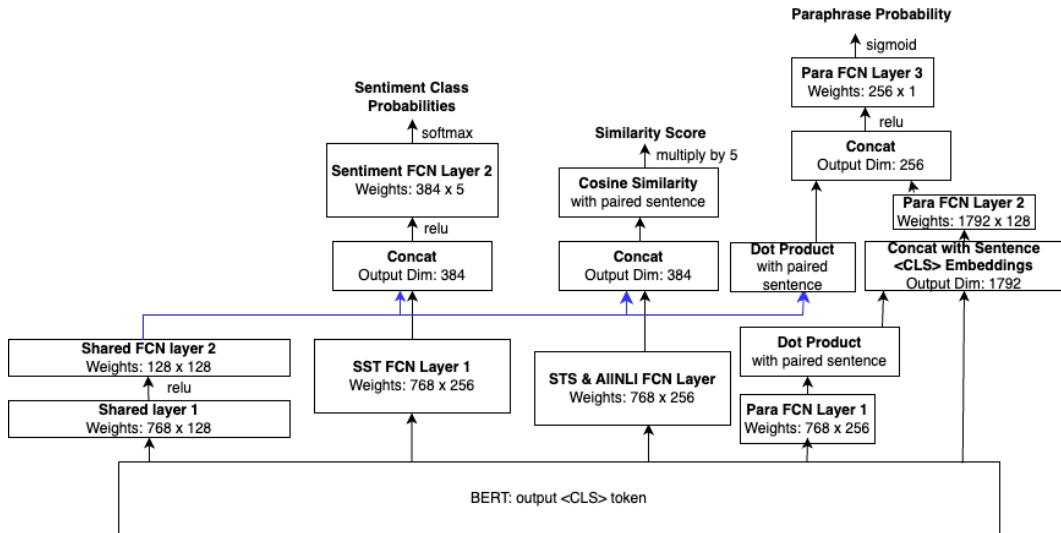 Paraphrase Probability
sigmoid
Para FCN Layer 3
Weights: 256 x 1
relu
Concat
Output Dim: 256
Para FCN Layer 2
Weights: 1792 x 128
Concat with Sentence
<CLS> Embeddings
Output Dim: 1792
Dot Product
with paired
sentence
Dot Product
with paired sentence
Para FCN Layer 1
Weights: 768 x 256
Similarity Score
multiply by 5
Cosine Similarity
with paired sentence
Concat
Output Dim: 384
STS & AllNLI FCN Layer
Weights: 768 x 256
Sentiment Class
Probabilities
softmax
Sentiment FCN Layer 2
Weights: 384 x 5
relu
Concat
Output Dim: 384
SST FCN Layer 1
Weights: 768 x 256
Shared FCN layer 2
Weights: 128 x 128
relu
Shared layer 1
Weights: 768 x 128
BERT: output <CLS> token